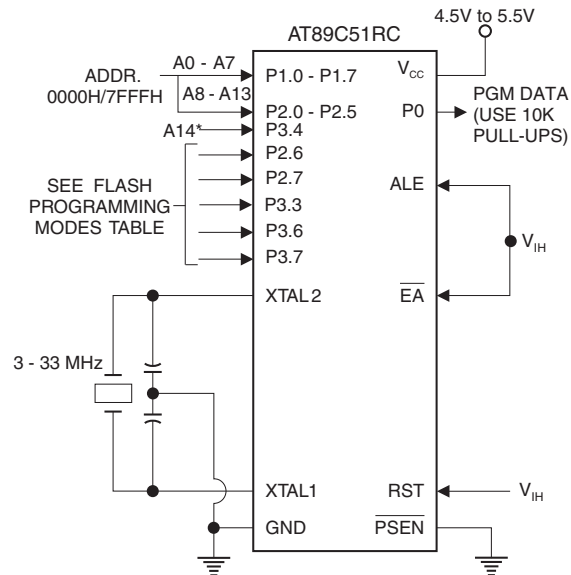 4.5V to 5.5V
AT89C51RC
ADDR.
0000H/7FFFH
A0 - A7
P1.0 - P1.7
VCC
A8 - A13
P2.0 - P2.5
P0
PGM DATA
(USE 10K
PULL-UPS)
A14*
P3.4
P2.6
SEE FLASH
PROGRAMMING
MODES TABLE
P2.7
ALE
P3.3
P3.6
VIH
P3.7
XTAL2
EA
3 - 33 MHz
XTAL1
RST
VIH
GND
PSEN